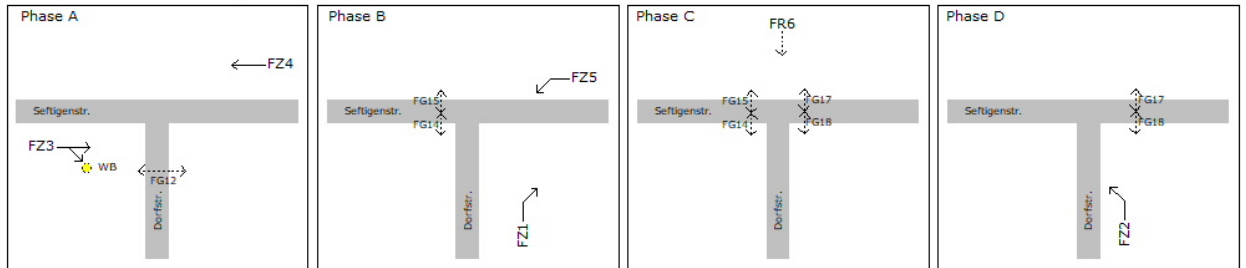 Phase A
FZ4
Seftigenstr.
FZ3
WB
FG12
Dorfstr.
Phase B
FZ5
FG15
Seftigenstr.
FG14
Dorfstr.
FZ1
Phase C
FR6
FG15
FG17
Seftigenstr.
FG14
FG18
Dorfstr.
Phase D
FG17
Seftigenstr.
FG18
Dorfstr.
FZ2